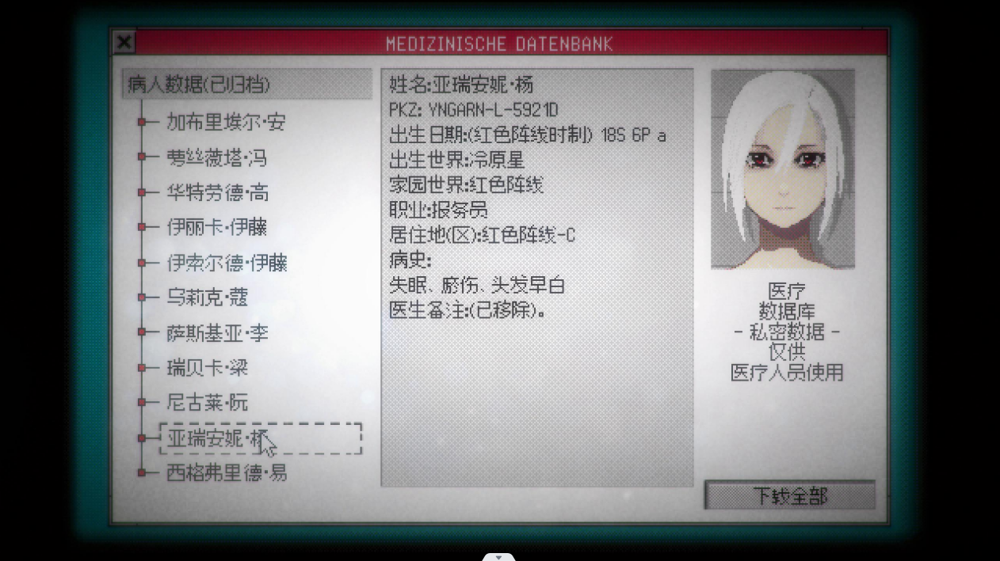 MEDIZINISCHE DATENBANK
病人数据(已归档)
加布里埃尔·安
弗丝薇塔·冯
华特劳德·高
伊丽卡·伊藤
伊索尔德·伊藤
乌莉克·蔻
萨斯基亚·李
瑞贝卡·梁
尼古莱·阮
亚瑞安妮·杨
西格弗里德·易
姓名:亚瑞安妮·杨
PKZ: YNGARN-L-5921D
出生日期:(红色阵线时制) 18S 6P a
出生世界:冷原星
家园世界:红色阵线
职业:报务员
居住地(区):红色阵线-C
病史:
失眠、瘀伤、头发早白
医生备注:(已移除)。
医疗
数据库
- 私密数据 -
仅供
医疗人员使用
下载全部